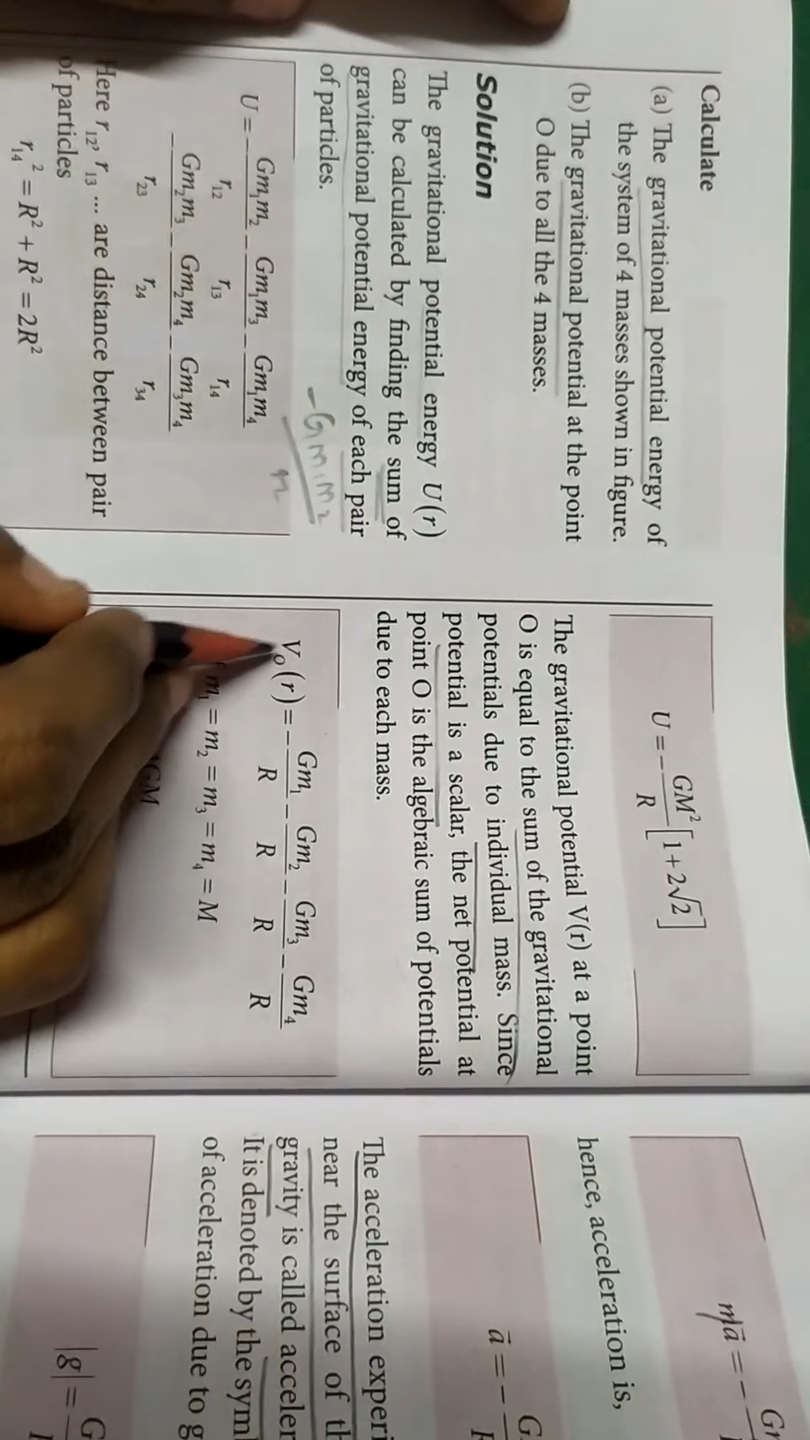 Calculate
(a) The gravitational potential energy of
the system of 4 masses shown in figure.
(b) The gravitational potential at the point
O due to all the 4 masses.
Solution
The gravitational potential energy U(r)
can be calculated by finding the sum of
gravitational potential energy of each pair
of particles.
-Gm₁m₂
r
U = -Gm₁m₂/r₁₂ - Gm₁m₃/r₁₃ - Gm₁m₄/r₁₄
-Gm₂m₃/r₂₃ - Gm₂m₄/r₂₄ - Gm₃m₄/r₃₄
Here r₁₂, r₁₃ ... are distance between pair
of particles
r₁₄² = R² + R² = 2R²
U = -GM²/R [1+2√2]
The gravitational potential V(r) at a point
O is equal to the sum of the gravitational
potentials due to individual mass. Since
potential is a scalar, the net potential at
point O is the algebraic sum of potentials
due to each mass.
Vₒ(r) = -Gm₁/R - Gm₂/R - Gm₃/R - Gm₄/R
m₁ = m₂ = m₃ = m₄ = M
GM
mā = -
hence, acceleration is,
ā = -
The acceleration
near the surface of
gravity is called
It is denoted by the
of acceleration due to
|g| =